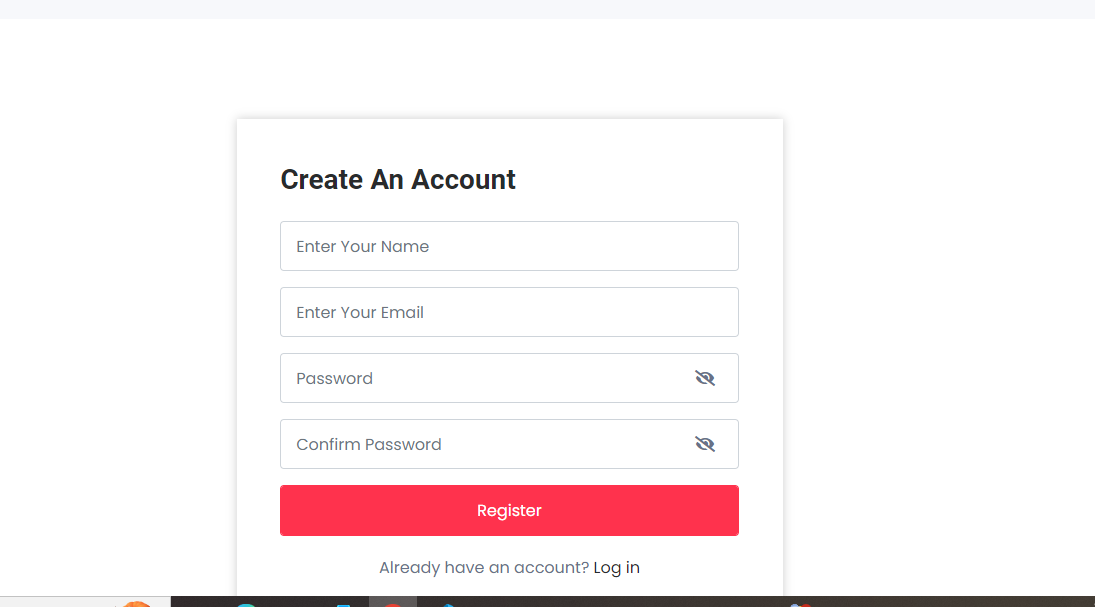 Create An Account
Enter Your Name
Enter Your Email
Password
Confirm Password
Register
Already have an account? Log in